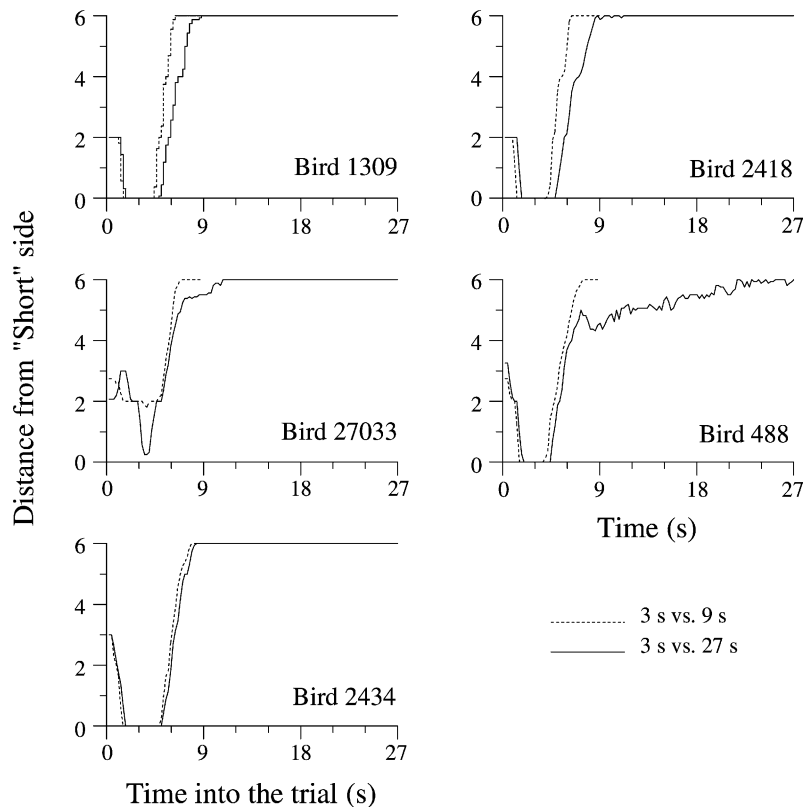 Distance from "Short" side
6
4
2
0
0 9 18 27
Bird 1309
6
4
2
0
0 9 18 27
Bird 2418
6
4
2
0
0 9 18 27
Bird 27033
6
4
2
0
0 9 18 27
Bird 488
Time (s)
6
4
2
0
0 9 18 27
Bird 2434
Time into the trial (s)
3 s vs. 9 s
3 s vs. 27 s